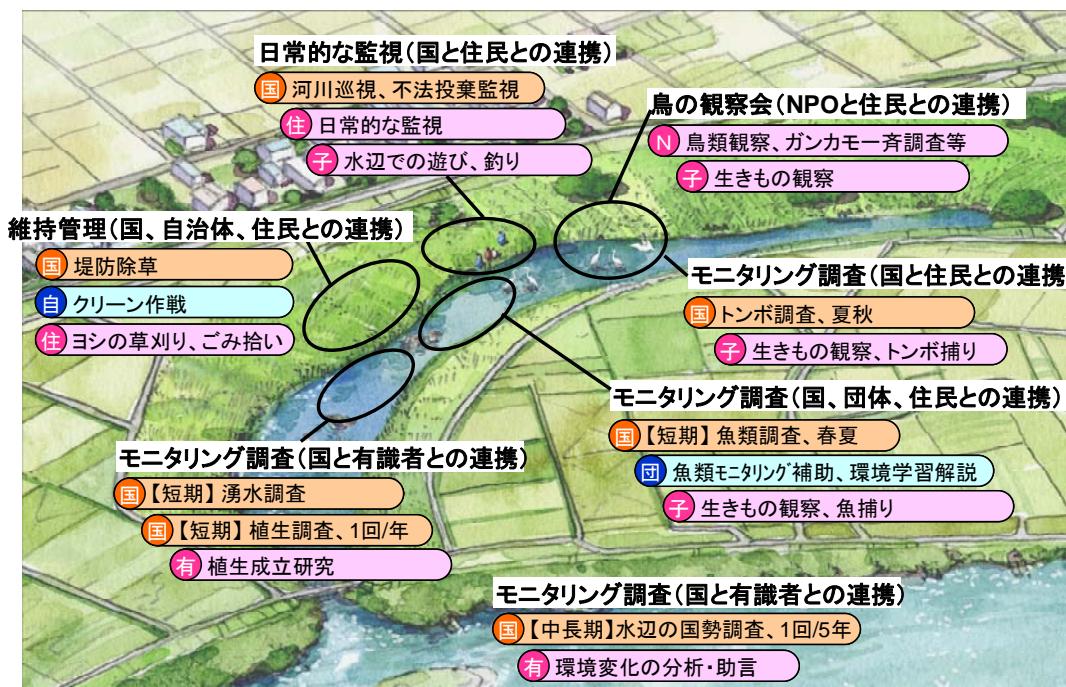 日常的な監視(国と住民との連携)
国 河川巡視、不法投棄監視
住 日常的な監視
子 水辺での遊び、釣り
鳥の観察会(NPOと住民との連携)
N 鳥類観察、ガンカモ一斉調査等
子 生きもの観察
維持管理(国、自治体、住民との連携)
国 堤防除草
自 クリーン作戦
住 ヨシの草刈り、ごみ拾い
モニタリング調査(国と住民との連携
国 トンボ調査、夏秋
子 生きもの観察、トンボ捕り
モニタリング調査(国、団体、住民との連携)
国 【短期】魚類調査、春夏
団 魚類ﾓﾆﾀﾘﾝｸﾞ補助、環境学習解説
子 生きもの観察、魚捕り
モニタリング調査(国と有識者との連携)
国 【短期】湧水調査
国 【短期】植生調査、1回/年
有 植生成立研究
モニタリング調査(国と有識者との連携)
国 【中長期】水辺の国勢調査、1回/5年
有 環境変化の分析・助言